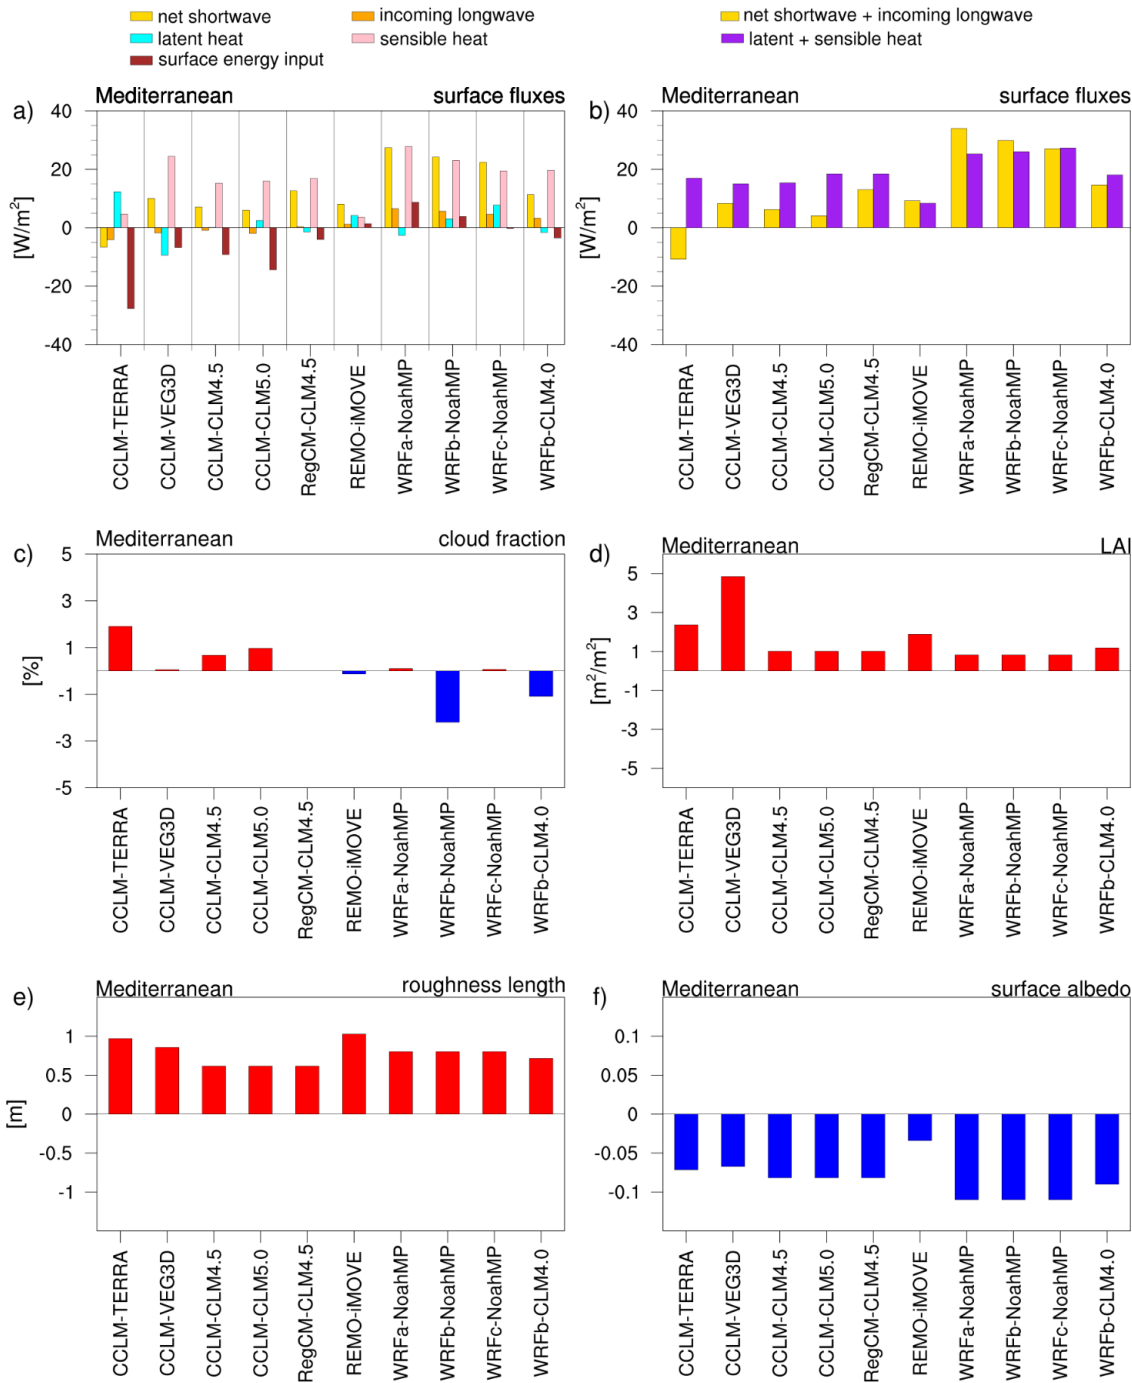 net shortwave
incoming longwave
latent heat
sensible heat
surface energy input
net shortwave + incoming longwave
latent + sensible heat
a)
Mediterranean
surface fluxes
40
20
0
-20
-40
[W/m²]
CCLM-TERRA
CCLM-VEG3D
CCLM-CLM4.5
CCLM-CLM5.0
RegCM-CLM4.5
REMO-iMOVE
WRFa-NoahMP
WRFb-NoahMP
WRFc-NoahMP
WRFb-CLM4.0
b)
Mediterranean
surface fluxes
40
20
0
-20
-40
[W/m²]
CCLM-TERRA
CCLM-VEG3D
CCLM-CLM4.5
CCLM-CLM5.0
RegCM-CLM4.5
REMO-iMOVE
WRFa-NoahMP
WRFb-NoahMP
WRFc-NoahMP
WRFb-CLM4.0
c)
Mediterranean
cloud fraction
5
3
1
-1
-3
-5
[%]
CCLM-TERRA
CCLM-VEG3D
CCLM-CLM4.5
CCLM-CLM5.0
RegCM-CLM4.5
REMO-iMOVE
WRFa-NoahMP
WRFb-NoahMP
WRFc-NoahMP
WRFb-CLM4.0
d)
Mediterranean
LAI
5
3
1
-1
-3
-5
[m²/m²]
CCLM-TERRA
CCLM-VEG3D
CCLM-CLM4.5
CCLM-CLM5.0
RegCM-CLM4.5
REMO-iMOVE
WRFa-NoahMP
WRFb-NoahMP
WRFc-NoahMP
WRFb-CLM4.0
e)
Mediterranean
roughness length
1
0.5
0
-0.5
-1
[m]
CCLM-TERRA
CCLM-VEG3D
CCLM-CLM4.5
CCLM-CLM5.0
RegCM-CLM4.5
REMO-iMOVE
WRFa-NoahMP
WRFb-NoahMP
WRFc-NoahMP
WRFb-CLM4.0
f)
Mediterranean
surface albedo
0.1
0.05
0
-0.05
-0.1
CCLM-TERRA
CCLM-VEG3D
CCLM-CLM4.5
CCLM-CLM5.0
RegCM-CLM4.5
REMO-iMOVE
WRFa-NoahMP
WRFb-NoahMP
WRFc-NoahMP
WRFb-CLM4.0